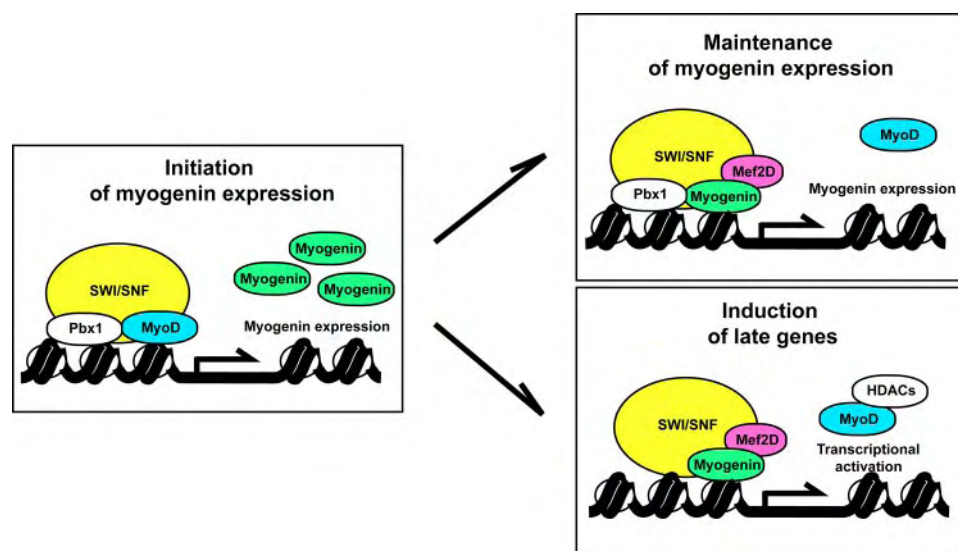 Initiation
of myogenin expression
SWI/SNF
Pbx1
MyoD
Myogenin
Myogenin
Myogenin
Myogenin expression
Maintenance
of myogenin expression
SWI/SNF
Mef2D
Pbx1
Myogenin
MyoD
Myogenin expression
Induction
of late genes
SWI/SNF
Mef2D
Myogenin
HDACs
MyoD
Transcriptional
activation